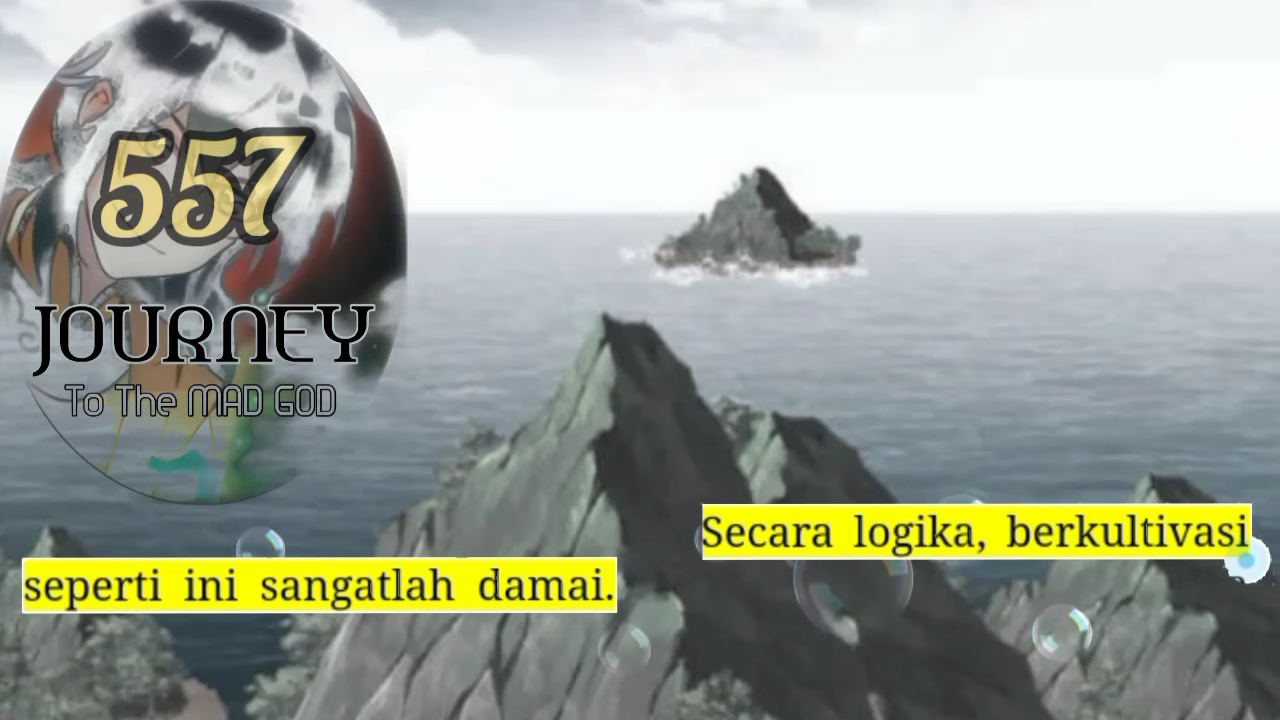 557
JOURNEY
To The MAD GOD
Secara logika, berkultivasi
seperti ini sangatlah damai.